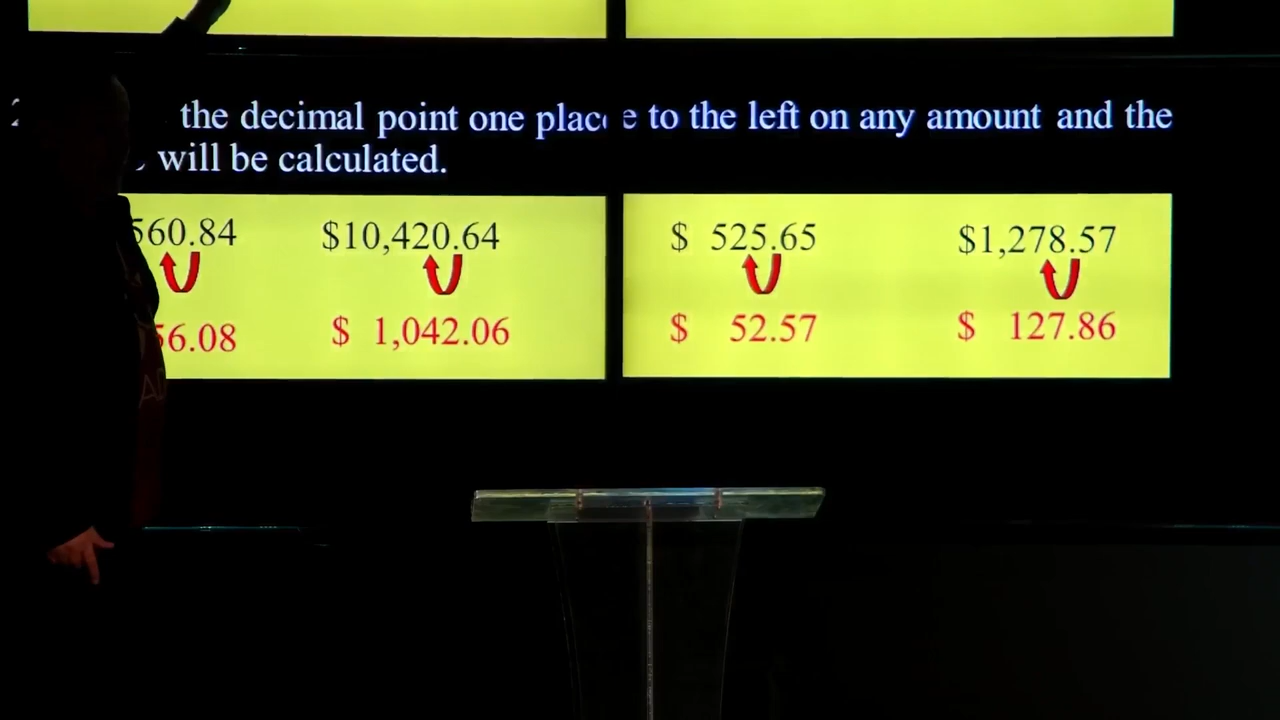 the decimal point one place to the left on any amount and the
will be calculated.
560.84 $10,420.64 $ 525.65 $1,278.57
56.08 $ 1,042.06 $ 52.57 $ 127.86